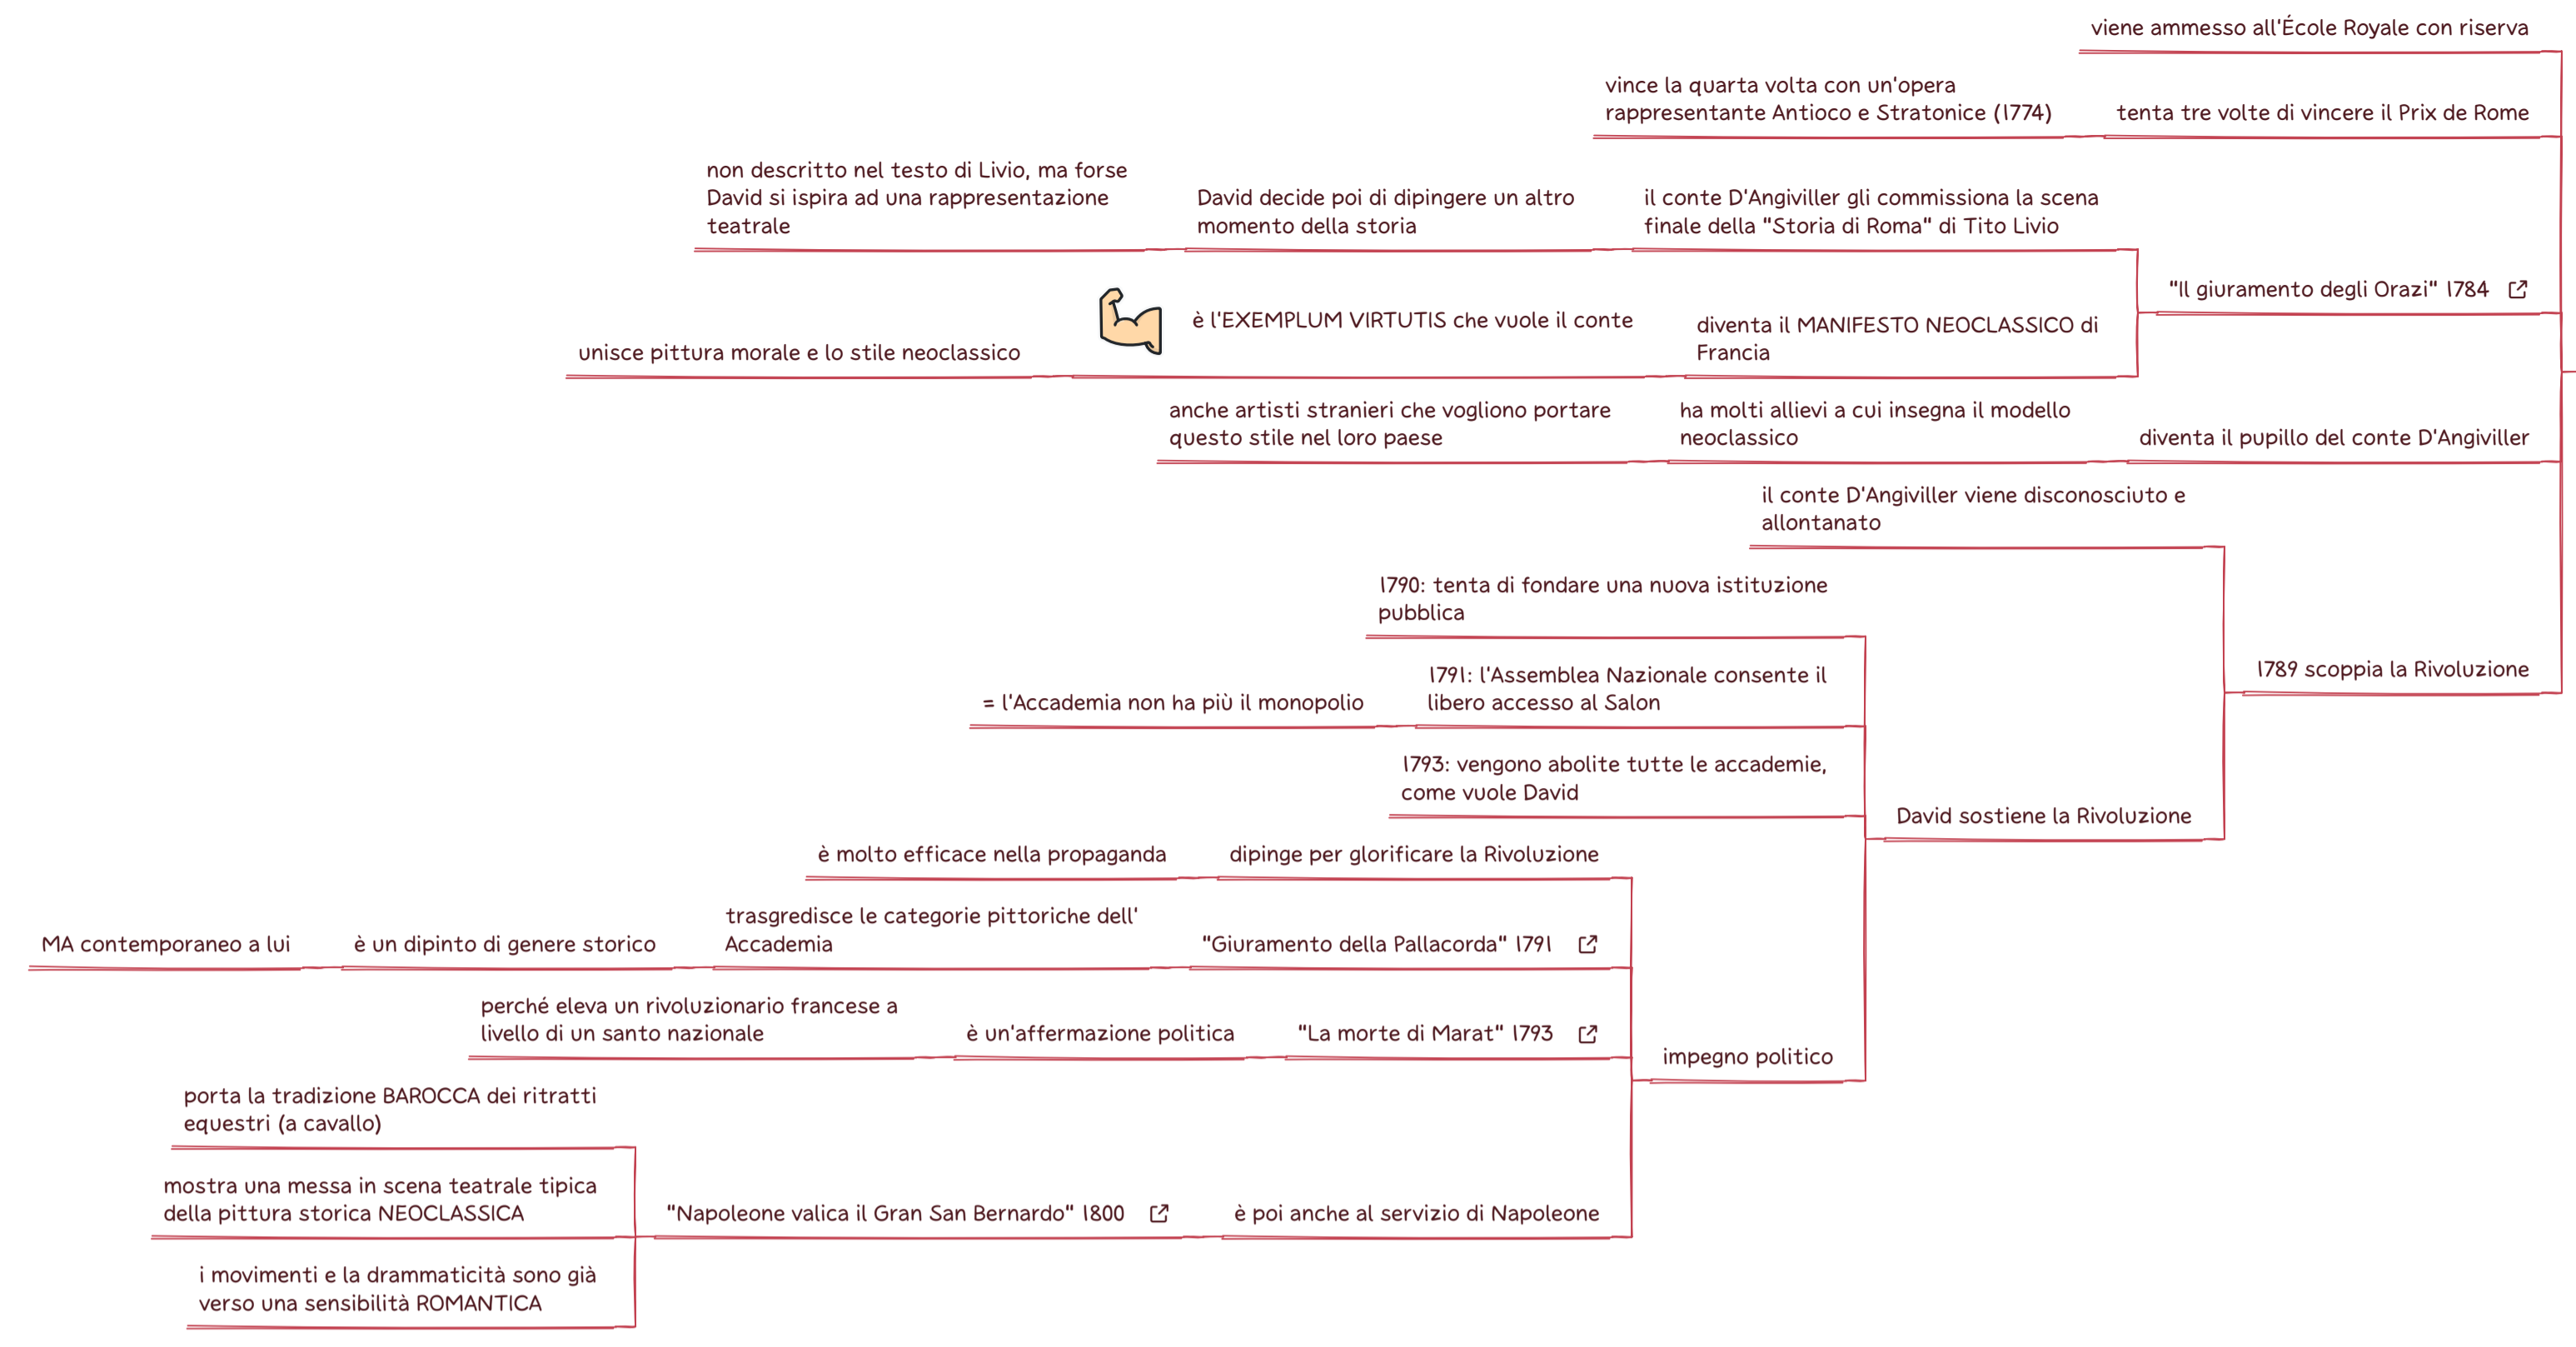 viene ammesso all'École Royale con riserva
tenta tre volte di vincere il Prix de Rome
vince la quarta volta con un'opera
rappresentante Antioco e Stratonice (1774)
"Il giuramento degli Orazi" 1784
il conte D'Angiviller gli commissiona la scena
finale della "Storia di Roma" di Tito Livio
David decide poi di dipingere un altro
momento della storia
non descritto nel testo di Livio, ma forse
David si ispira ad una rappresentazione
teatrale
diventa il MANIFESTO NEOCLASSICO di
Francia
è l'EXEMPLUM VIRTUTIS che vuole il conte
unisce pittura morale e lo stile neoclassico
diventa il pupillo del conte D'Angiviller
ha molti allievi a cui insegna il modello
neoclassico
anche artisti stranieri che vogliono portare
questo stile nel loro paese
1789 scoppia la Rivoluzione
il conte D'Angiviller viene disconosciuto e
allontanato
David sostiene la Rivoluzione
1790: tenta di fondare una nuova istituzione
pubblica
1791: l'Assemblea Nazionale consente il
libero accesso al Salon
= l'Accademia non ha più il monopolio
1793: vengono abolite tutte le accademie,
come vuole David
impegno politico
dipinge per glorificare la Rivoluzione
è molto efficace nella propaganda
"Giuramento della Pallacorda" 1791
trasgredisce le categorie pittoriche dell'
Accademia
è un dipinto di genere storico
MA contemporaneo a lui
"La morte di Marat" 1793
è un'affermazione politica
perché eleva un rivoluzionario francese a
livello di un santo nazionale
è poi anche al servizio di Napoleone
"Napoleone valica il Gran San Bernardo" 1800
porta la tradizione BAROCCA dei ritratti
equestri (a cavallo)
mostra una messa in scena teatrale tipica
della pittura storica NEOCLASSICA
i movimenti e la drammaticità sono già
verso una sensibilità ROMANTICA